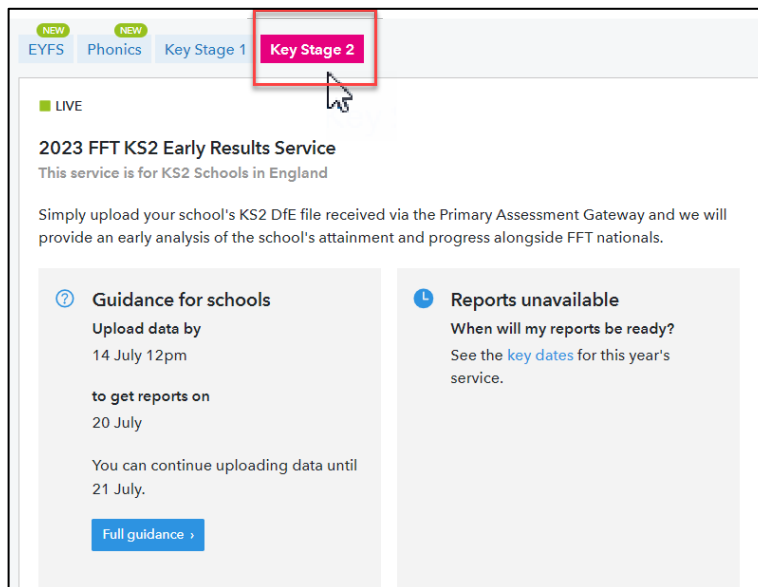 NEW NEW
EYFS Phonics Key Stage 1 Key Stage 2
LIVE
2023 FFT KS2 Early Results Service
This service is for KS2 Schools in England
Simply upload your school's KS2 DfE file received via the Primary Assessment Gateway and we will
provide an early analysis of the school's attainment and progress alongside FFT nationals.
Guidance for schools
Upload data by
14 July 12pm
to get reports on
20 July
You can continue uploading data until
21 July.
Full guidance ›
Reports unavailable
When will my reports be ready?
See the key dates for this year's
service.